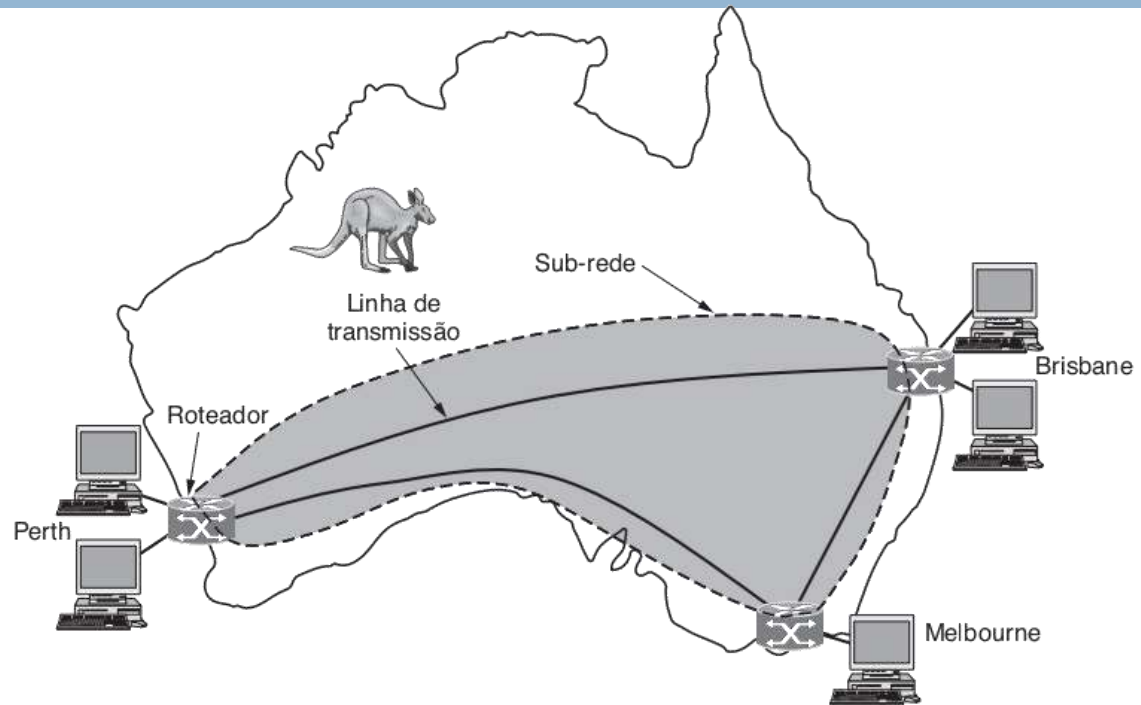 Sub-rede
Linha de
transmissão
Brisbane
Roteador
Perth
Melbourne